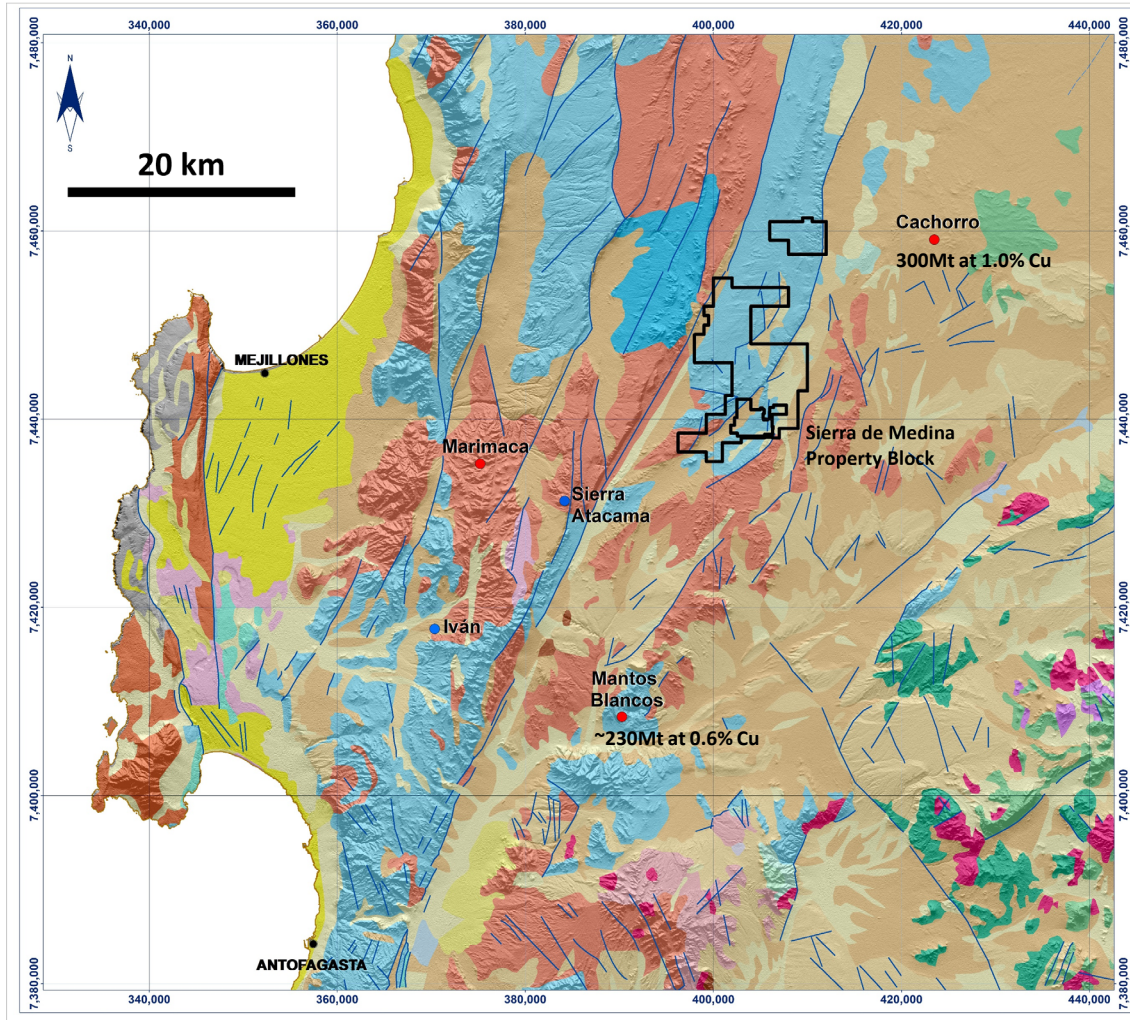 340,000 360,000 380,000 400,000 420,000 440,000
7,480,000 7,480,000
N
S
20 km
7,460,000 7,460,000
Cachorro
300Mt at 1.0% Cu
MEJILLONES
7,440,000 7,440,000
Marimaca
Sierra de Medina
Property Block
Sierra
Atacama
7,420,000 7,420,000
Iván
Mantos
Blancos
~230Mt at 0.6% Cu
7,400,000 7,400,000
ANTOFAGASTA
7,380,000 7,380,000
340,000 360,000 380,000 400,000 420,000 440,000